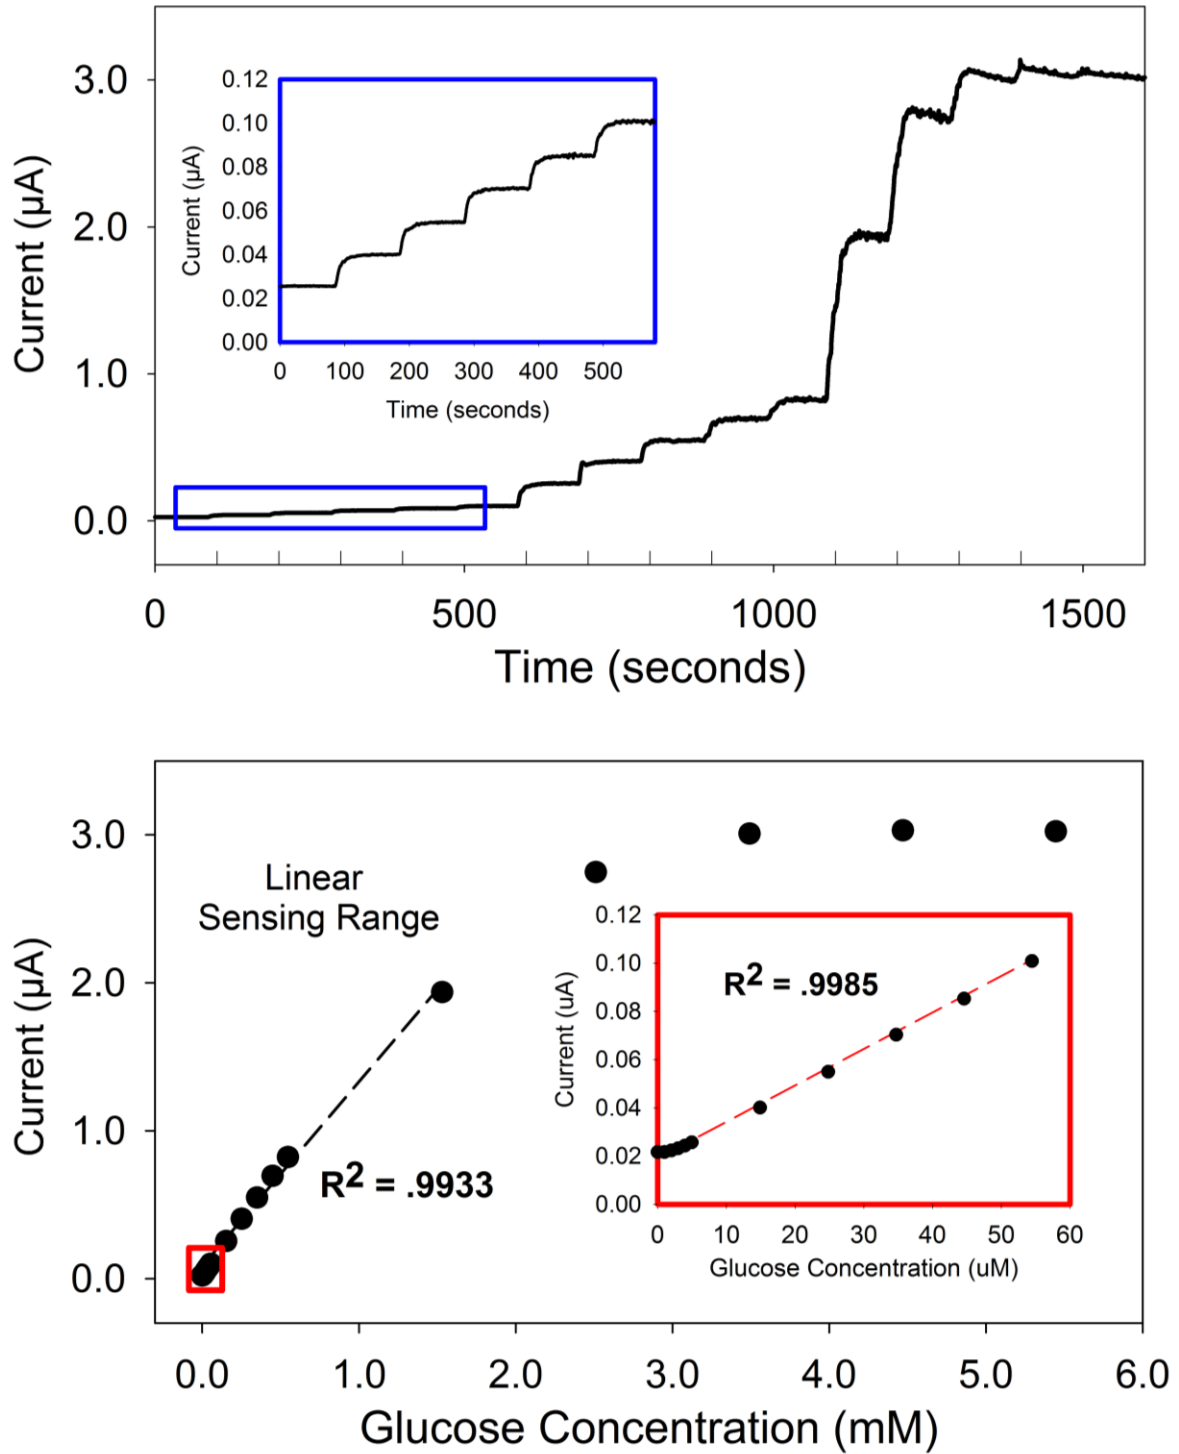 3.0
2.0
1.0
0.0
Current (µA)
0.12
0.10
0.08
0.06
0.04
0.02
0.00
Current (µA)
0 100 200 300 400 500
Time (seconds)
0 500 1000 1500
Time (seconds)
3.0
2.0
1.0
0.0
Current (µA)
Linear
Sensing Range
R² = .9933
0.12
0.10
0.08
0.06
0.04
0.02
0.00
Current (uA)
R² = .9985
0 10 20 30 40 50 60
Glucose Concentration (uM)
0.0 1.0 2.0 3.0 4.0 5.0 6.0
Glucose Concentration (mM)